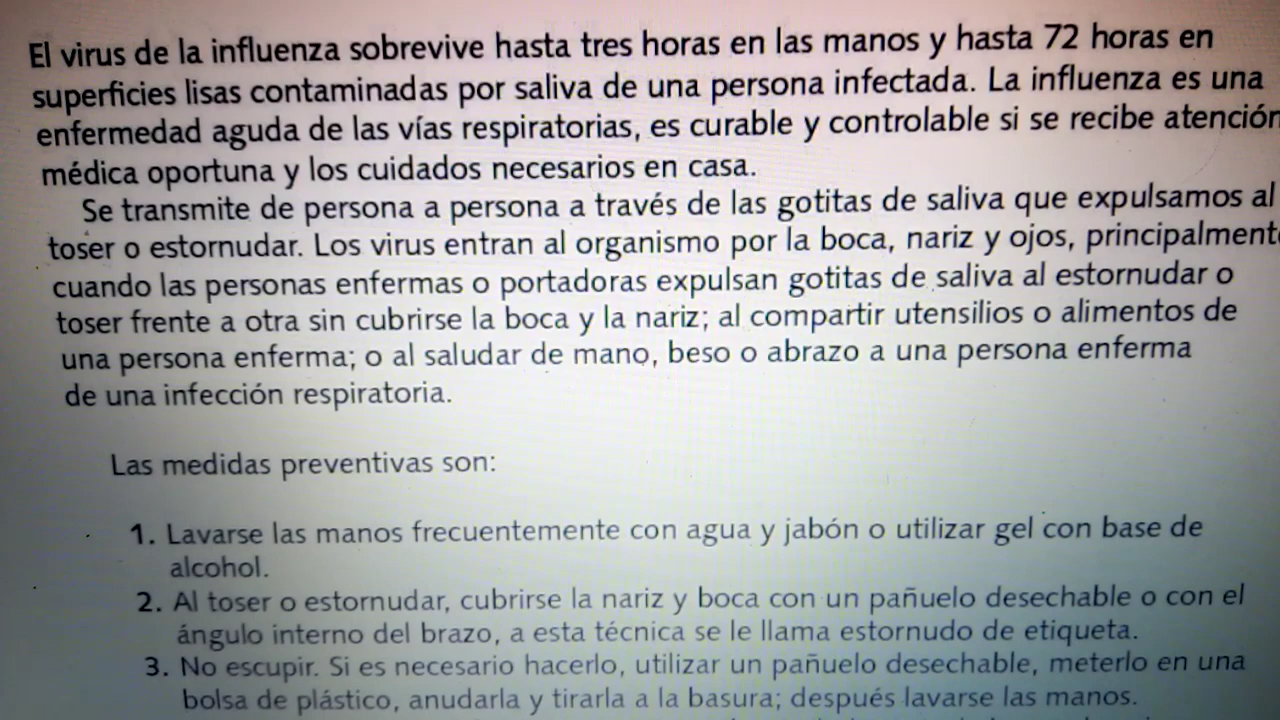 El virus de la influenza sobrevive hasta tres horas en las manos y hasta 72 horas en
superficies lisas contaminadas por saliva de una persona infectada. La influenza es una
enfermedad aguda de las vías respiratorias, es curable y controlable si se recibe atención
médica oportuna y los cuidados necesarios en casa.
Se transmite de persona a persona a través de las gotitas de saliva que expulsamos al
toser o estornudar. Los virus entran al organismo por la boca, nariz y ojos, principalmente
cuando las personas enfermas o portadoras expulsan gotitas de saliva al estornudar o
toser frente a otra sin cubrirse la boca y la nariz; al compartir utensilios o alimentos de
una persona enferma; o al saludar de mano, beso o abrazo a una persona enferma
de una infección respiratoria.
Las medidas preventivas son:
1. Lavarse las manos frecuentemente con agua y jabón o utilizar gel con base de
alcohol.
2. Al toser o estornudar, cubrirse la nariz y boca con un pañuelo desechable o con el
ángulo interno del brazo, a esta técnica se le llama estornudo de etiqueta.
3. No escupir. Si es necesario hacerlo, utilizar un pañuelo desechable, meterlo en una
bolsa de plástico, anudarla y tirarla a la basura; después lavarse las manos.